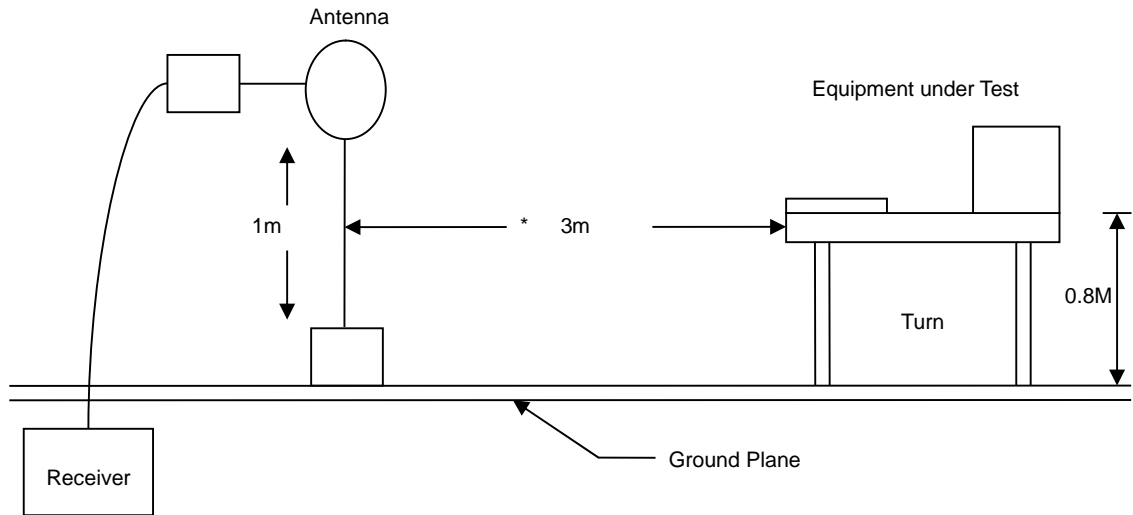 Antenna
Equipment under Test
1m
* 3m
0.8M
Turn
Ground Plane
Receiver